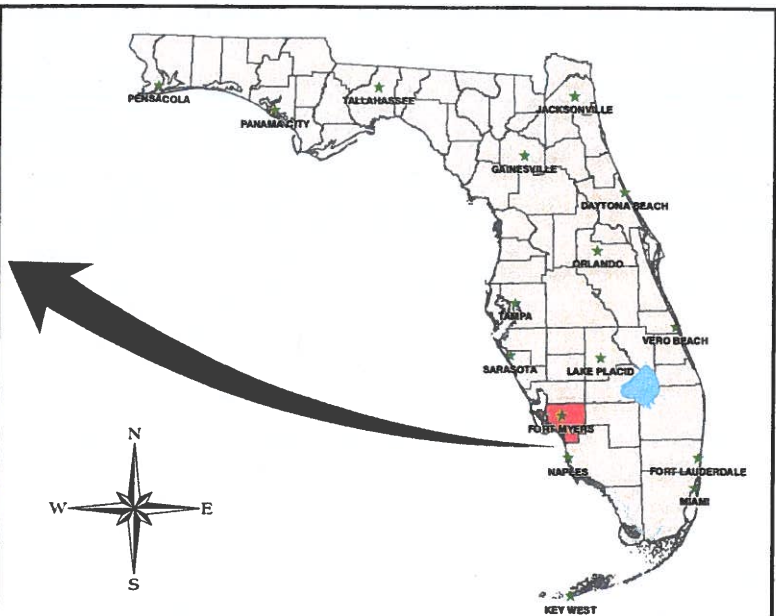 PENSACOLA
TALLAHASSEE
JACKSONVILLE
PANAMA CITY
GAINESVILLE
DAYTONA BEACH
ORLANDO
TAMPA
VERO BEACH
SARASOTA
LAKE PLACID
FORT MYERS
N
NAPLES
FORT LAUDERDALE
MIAMI
W
E
S
KEY WEST